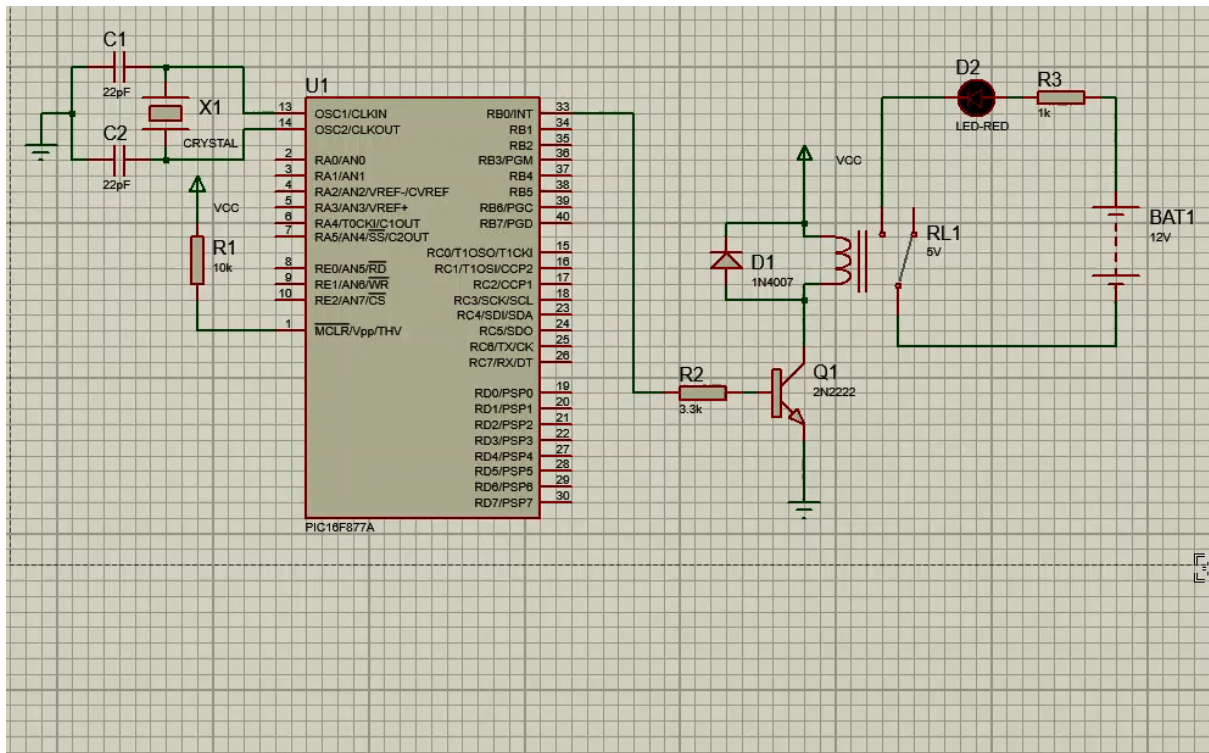 C1
22pF
X1
CRYSTAL
C2
22pF
VCC
R1
10k
U1
13
OSC1/CLKIN
14
OSC2/CLKOUT
2
RA0/AN0
3
RA1/AN1
4
RA2/AN2/VREF-/CVREF
5
RA3/AN3/VREF+
6
RA4/T0CKI/C1OUT
7
RA5/AN4/SS/C2OUT
8
RE0/AN5/RD
9
RE1/AN6/WR
10
RE2/AN7/CS
1
MCLR/Vpp/THV
RB0/INT
33
RB1
34
RB2
35
RB3/PGM
36
RB4
37
RB5
38
RB6/PGC
39
RB7/PGD
40
RC0/T1OSO/T1CKI
15
RC1/T1OSI/CCP2
16
RC2/CCP1
17
RC3/SCK/SCL
18
RC4/SDI/SDA
23
RC5/SDO
24
RC6/TX/CK
25
RC7/RX/DT
26
RD0/PSP0
19
RD1/PSP1
20
RD2/PSP2
21
RD3/PSP3
22
RD4/PSP4
27
RD5/PSP5
28
RD6/PSP6
29
RD7/PSP7
30
PIC16F877A
R2
3.3k
Q1
2N2222
D1
1N4007
VCC
RL1
5V
D2
LED-RED
R3
1k
BAT1
12V